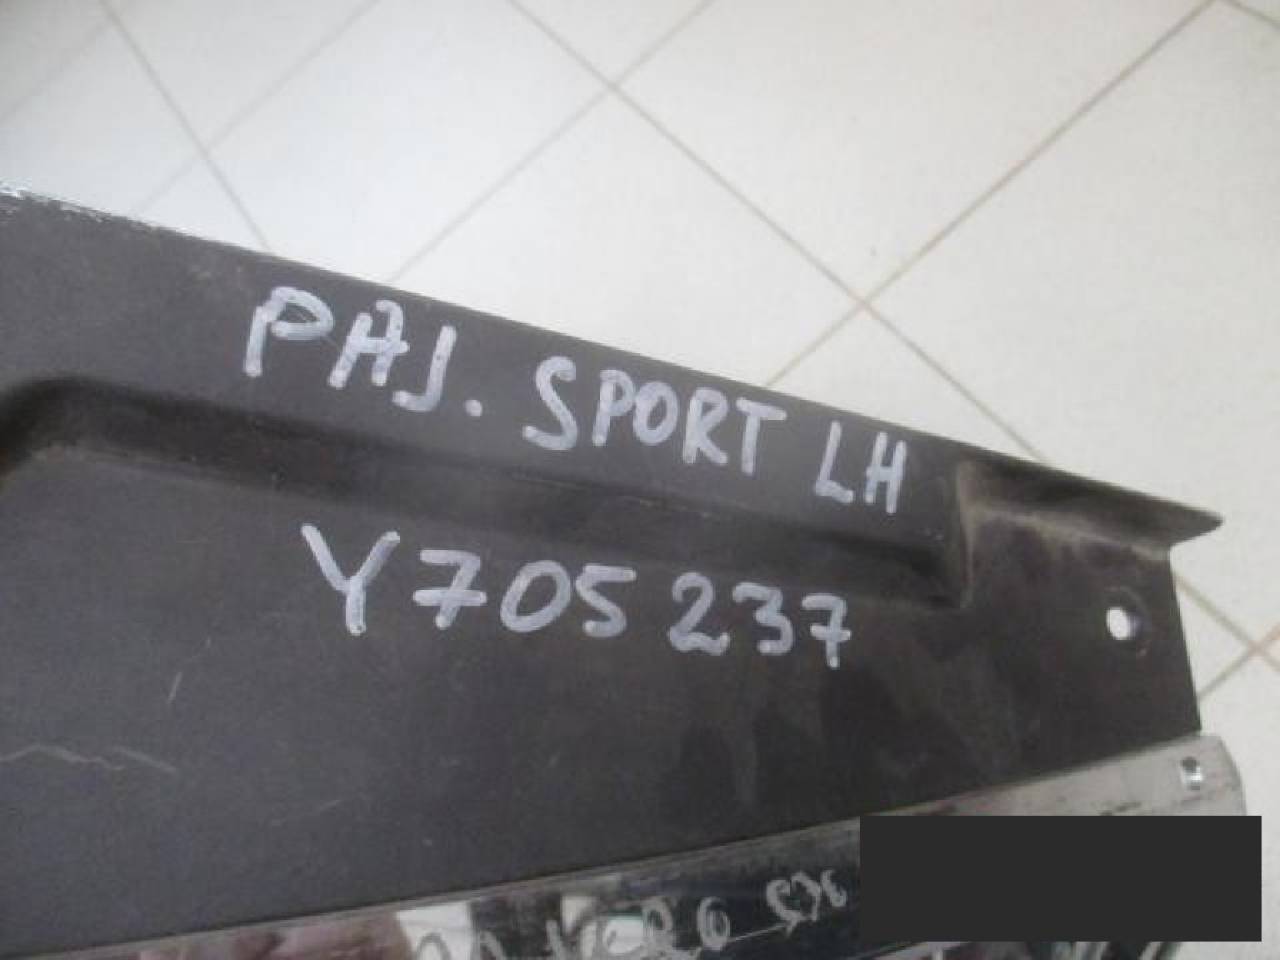 PAJ. SPORT LH
Y705237